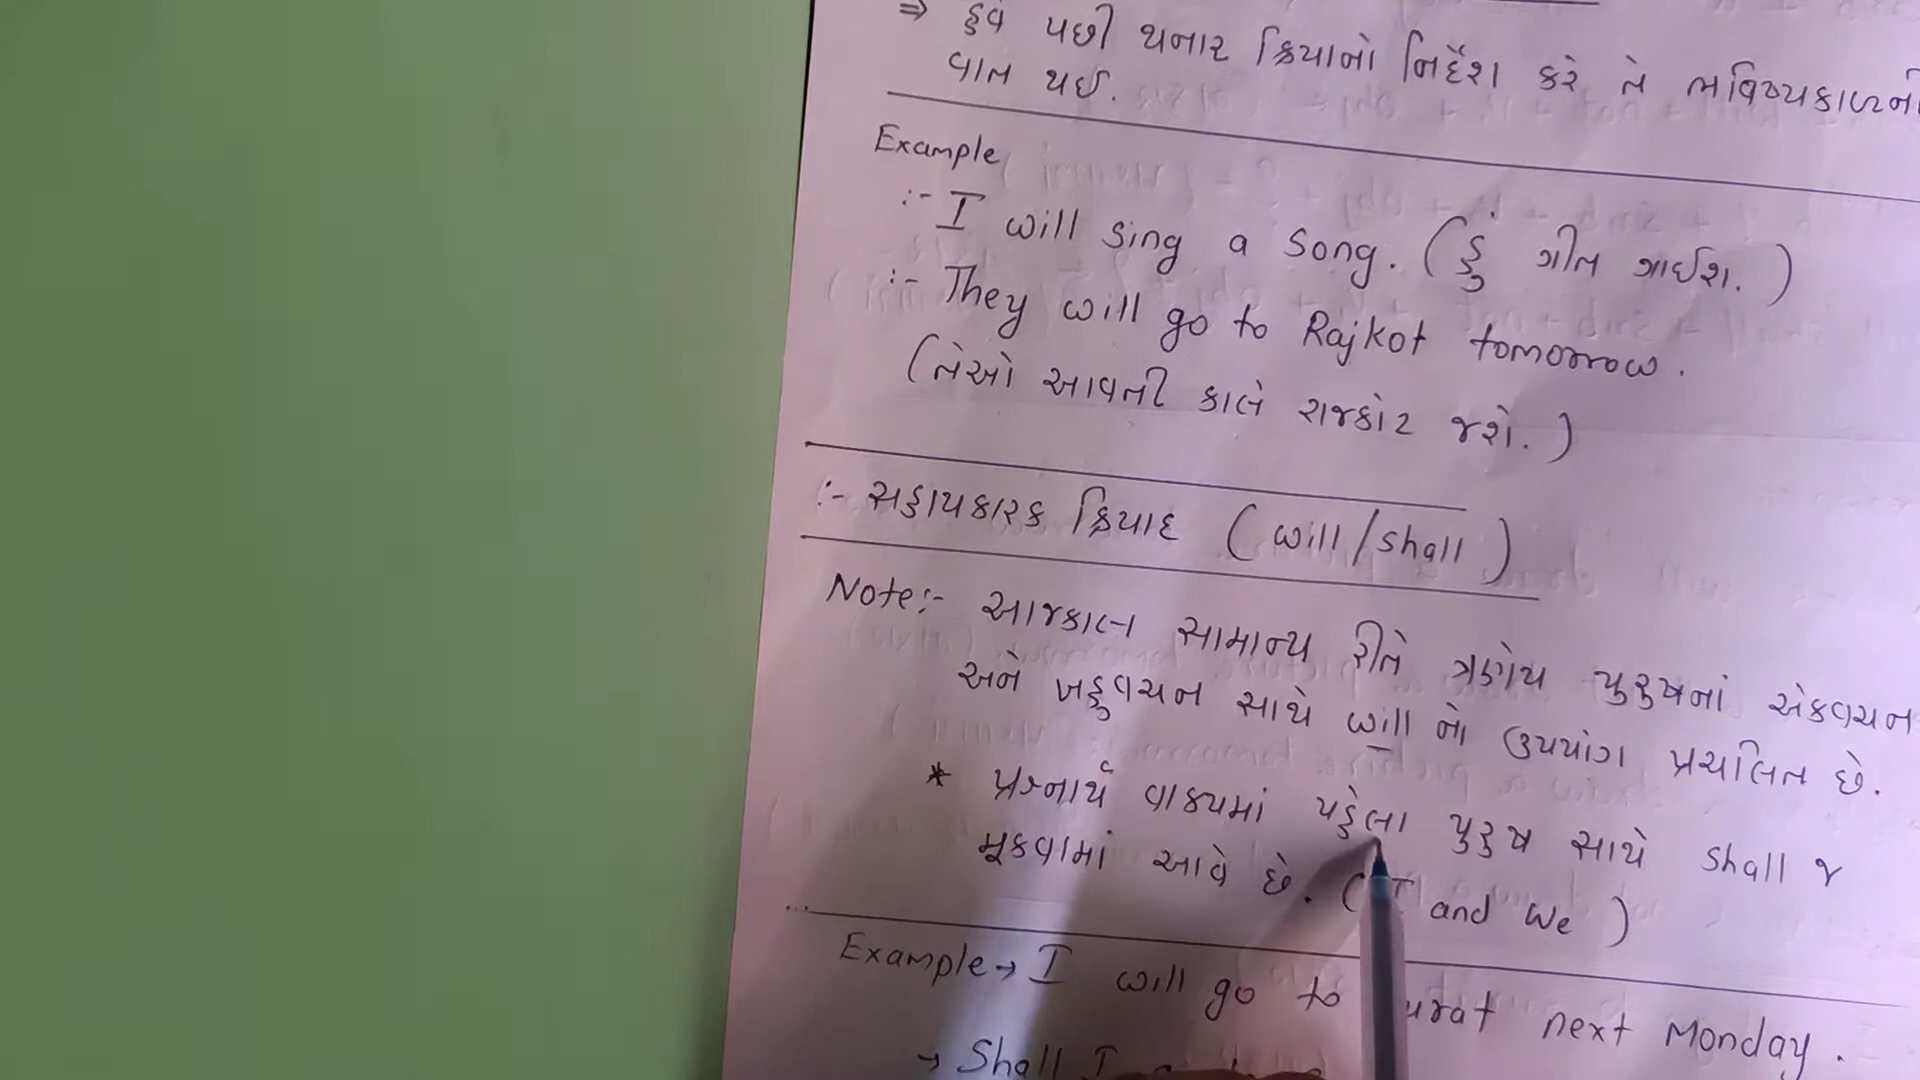 ⇒ હવે પછી થનાર ક્રિયાનો નિર્દેશ કરે તે ભવિષ્યકાળની
વાત થઈ.
Example
:- I will sing a song. (હું ગીત ગાઈશ.)
:- They will go to Rajkot tomorrow.
(તેઓ આવતી કાલે રાજકોટ જશે.)
:- સહાયકારક ક્રિયાદ (will/shall)
Note:- આજકાલ સામાન્ય રીતે ત્રણેય પુરુષનાં એકવચન
અને બહુવચન સાથે will નો ઉપયોગ પ્રચલિત છે.
* પ્રશ્નાર્થ વાક્યમાં પહેલા પુરુષ સાથે shall જ
મૂકવામાં આવે છે. (I and We)
Example → I will go to Surat next Monday.
→ Shall I